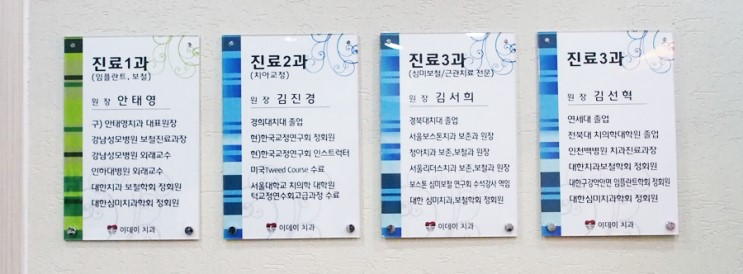 진료1과
(임플란트, 보철)
원 장 안태영
구) 안태영치과 대표원장
강남성모병원 보철진료과장
강남성모병원 외래교수
인하대병원 외래교수
대한치과 보철학회 정회원
대한심미치과학회 정회원
이데이 치과
진료2과
(치아교정)
원 장 김진경
경희대치대 졸업
현)한국교정연구회 정회원
현)한국교정연구회 인스트럭터
미국Tweed Course 수료
서울대학교 치의학 대학원
턱교정연수회고급과정 수료
이데이 치과
진료3과
(심미보철/근관치료 전문)
원 장 김서희
경북대치대 졸업
서울보스톤치과 보존과 원장
청아치과 보존,보철과 원장
서울리더스치과 보존,보철과 원장
보스톤 심미보철 연구회 수석강사 역임
대한 심미치과,보철학회 정회원
이데이 치과
진료3과
원 장 김선혁
연세대 졸업
전북대 치의학대학원 졸업
인천백병원 치과진료과장
대한치과보철학회 정회원
대한구강악안면 임플란트학회 정회원
대한심미치과학회 정회원
이데이 치과